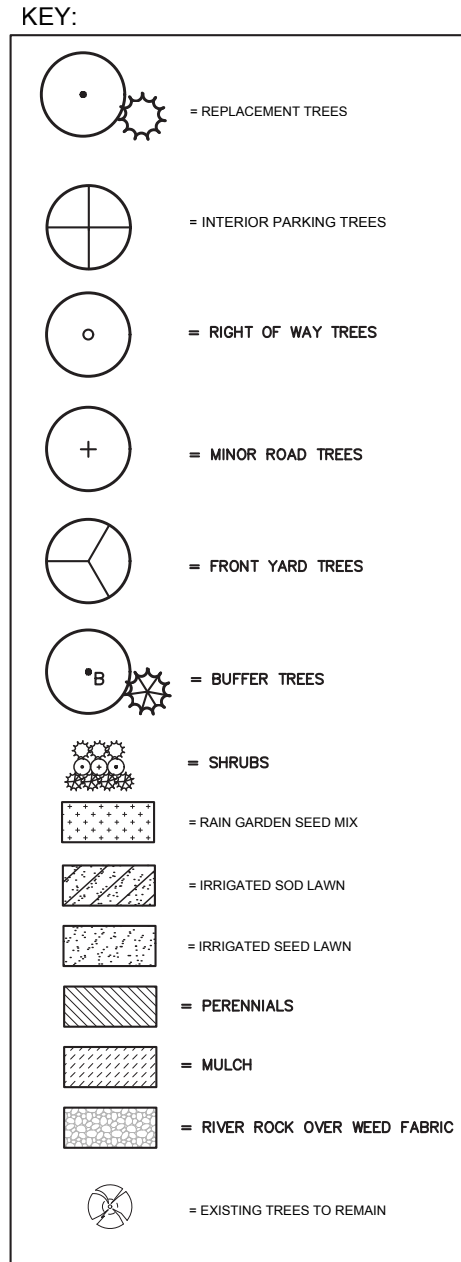 KEY:
= REPLACEMENT TREES
= INTERIOR PARKING TREES
= RIGHT OF WAY TREES
= MINOR ROAD TREES
= FRONT YARD TREES
B
= BUFFER TREES
= SHRUBS
= RAIN GARDEN SEED MIX
= IRRIGATED SOD LAWN
= IRRIGATED SEED LAWN
= PERENNIALS
= MULCH
= RIVER ROCK OVER WEED FABRIC
= EXISTING TREES TO REMAIN